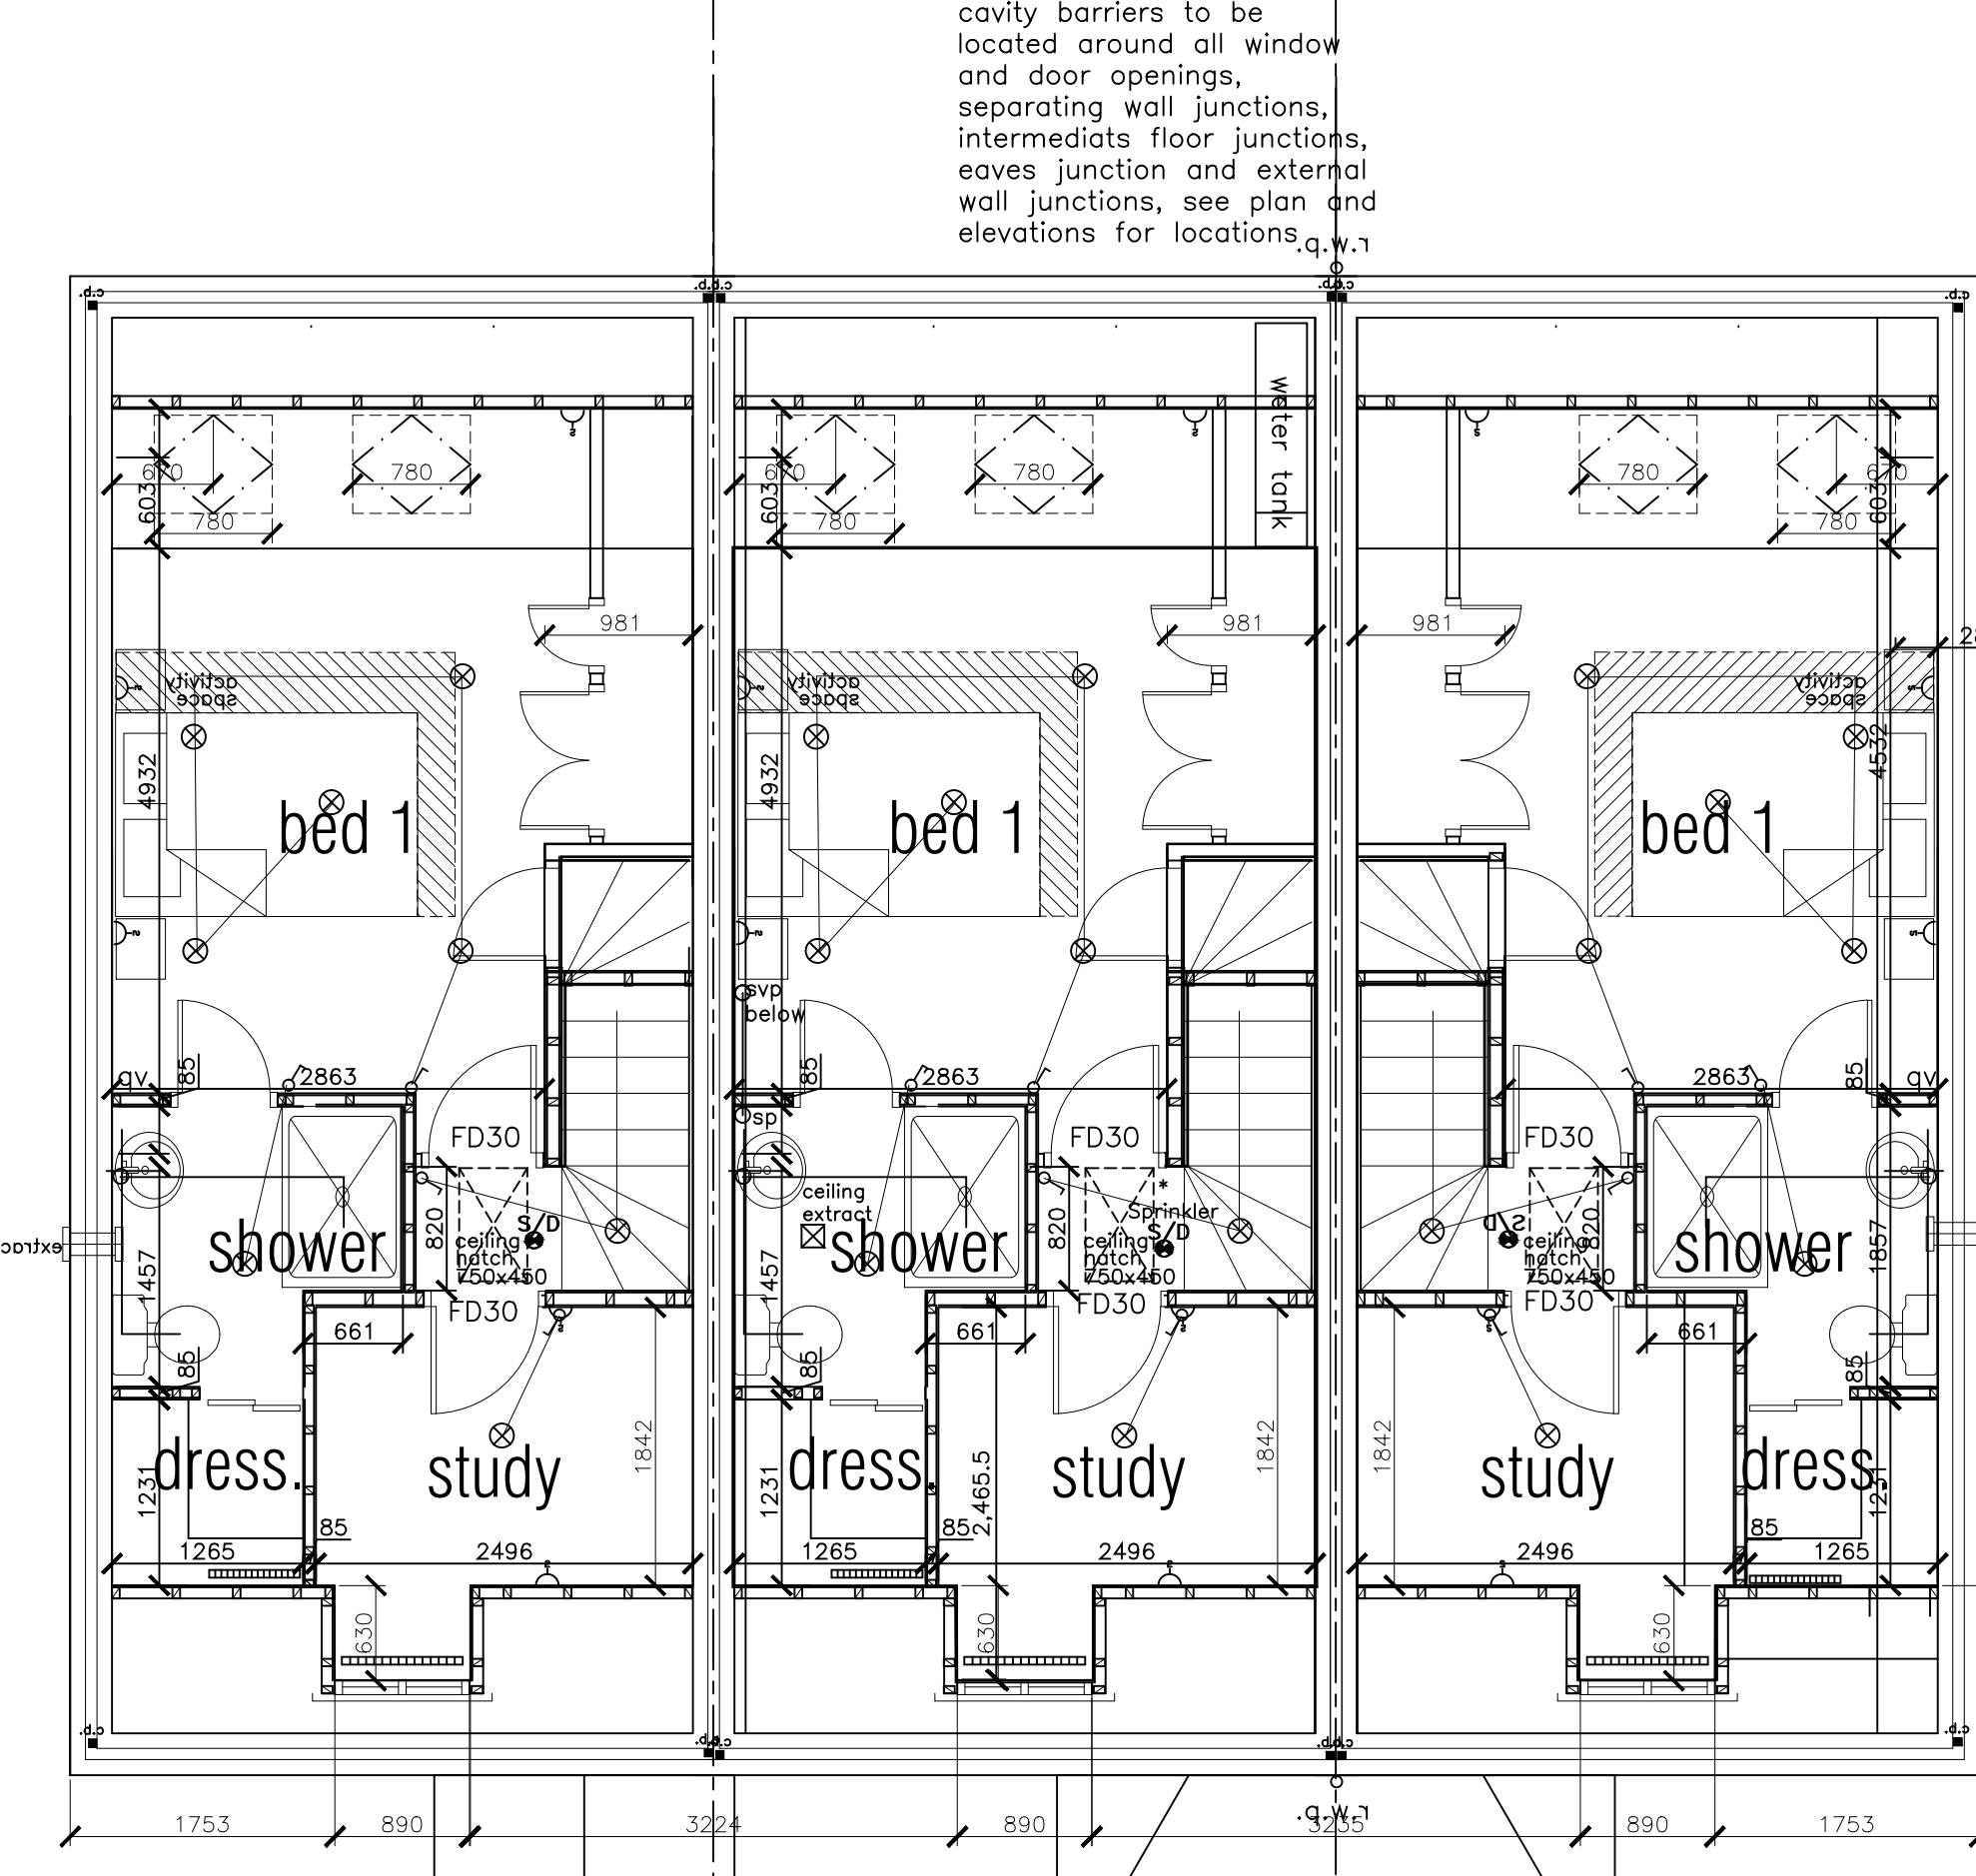 cavity barriers to be
located around all window
and door openings,
separating wall junctions,
intermediats floor junctions,
eaves junction and external
wall junctions, see plan and
elevations for locations.
r.w.p.
c.b. c.b. c.b. c.b. c.b. c.b.
water tank
670 780 670 780 780 670
603 780 603 780 780 603
981 981 981
activity activity activity
space space space
4932 4932 4532
bed 1 bed 1 bed 1
svp
below
85 85 85
qv 2863 2863 2863 qv
sp
FD30 FD30 FD30
ceiling
extract
*
Sprinkler
S/D S/D S/D
820 820 820
shower shower shower
ceiling ceiling ceiling
hatch hatch hatch
750x450 750x450 750x450
1457 1457 1857
FD30 FD30 FD30
661 661 661
85 85 85
1842 1842 1842
dress. study dress. study study dress.
1231 2,465.5 1231 1231
85 85 85
1265 2496 1265 2496 2496 1265
630 630 630
c.b. c.b. c.b. c.b. c.b. c.b.
r.w.p.
1753 890 3224 890 3235 890 1753